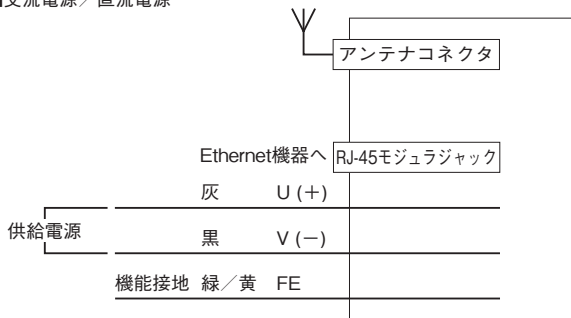 交流電源／直流電源
アンテナコネクタ
Ethernet機器へ RJ-45モジュラジャック
灰 U (＋)
供給電源
黒 V (－)
機能接地 緑／黄 FE